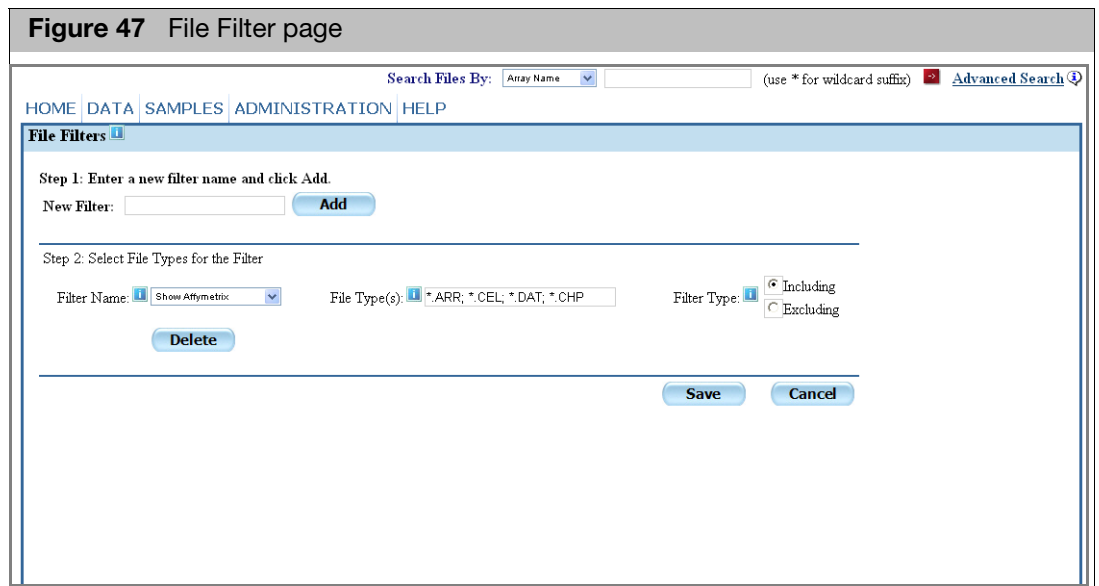 Figure 47 File Filter page
Search Files By: Array Name (use * for wildcard suffix) Advanced Search
HOME DATA SAMPLES ADMINISTRATION HELP
File Filters
Step 1: Enter a new filter name and click Add.
New Filter: Add
Step 2: Select File Types for the Filter
Filter Name: Show Affymetrix File Type(s): *.ARR; *.CEL; *.DAT; *.CHP Filter Type: Including
Excluding
Delete
Save Cancel